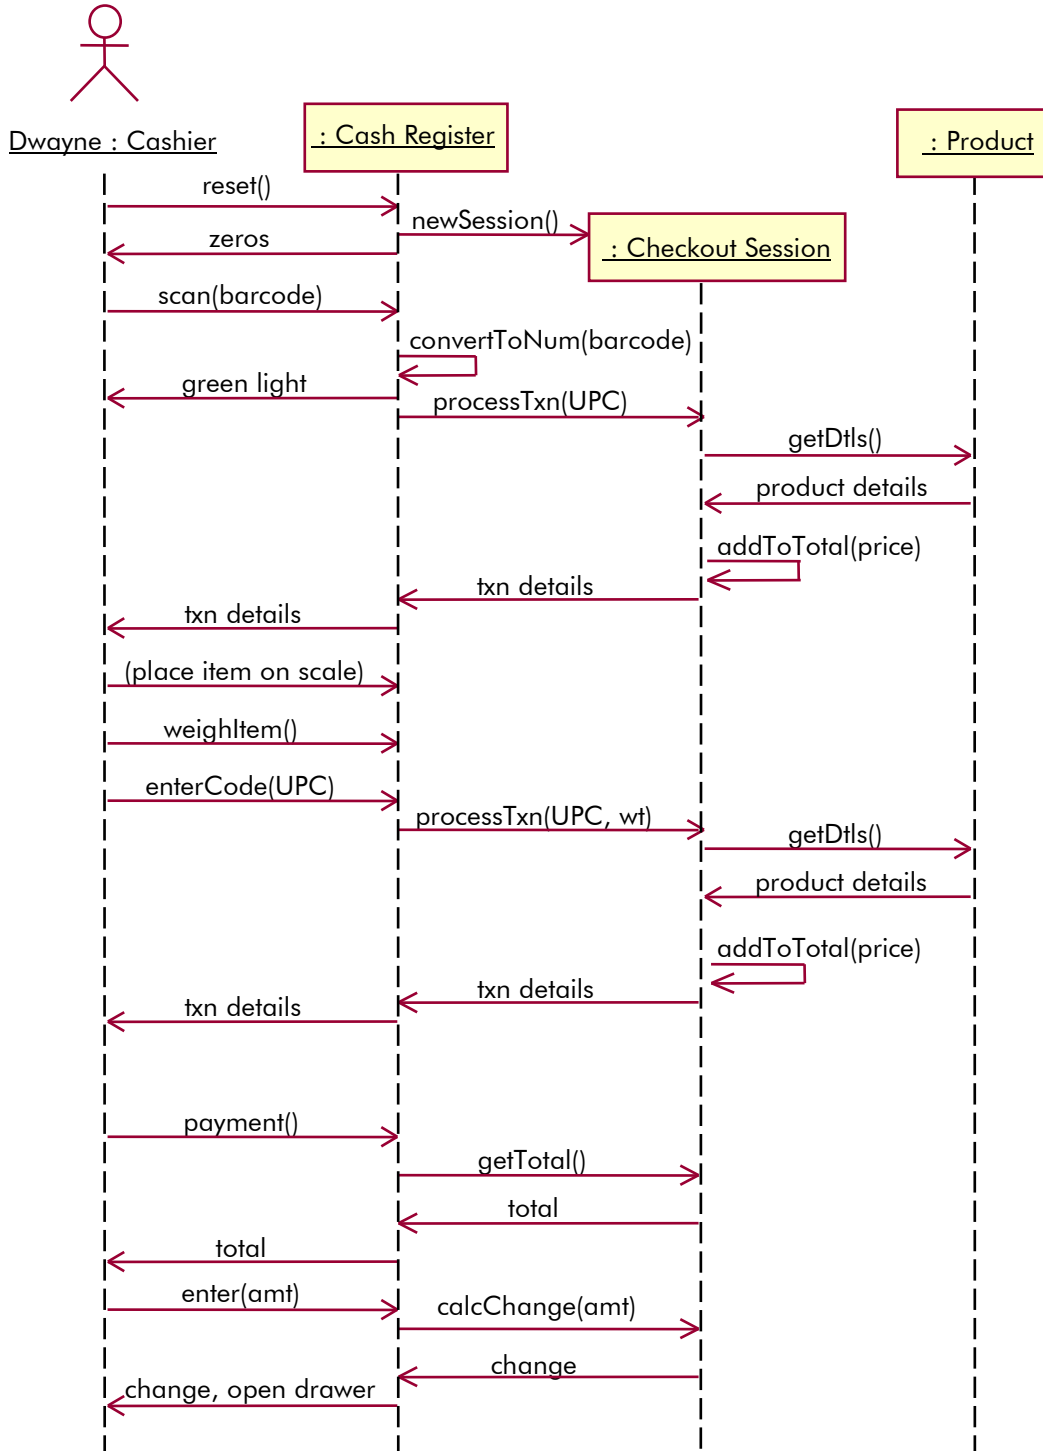 Dwayne : Cashier
: Cash Register
: Product
reset()
newSession()
zeros
: Checkout Session
scan(barcode)
convertToNum(barcode)
green light
processTxn(UPC)
getDtls()
product details
addToTotal(price)
txn details
txn details
(place item on scale)
weighItem()
enterCode(UPC)
processTxn(UPC, wt)
getDtls()
product details
addToTotal(price)
txn details
txn details
payment()
getTotal()
total
total
enter(amt)
calcChange(amt)
change
change, open drawer